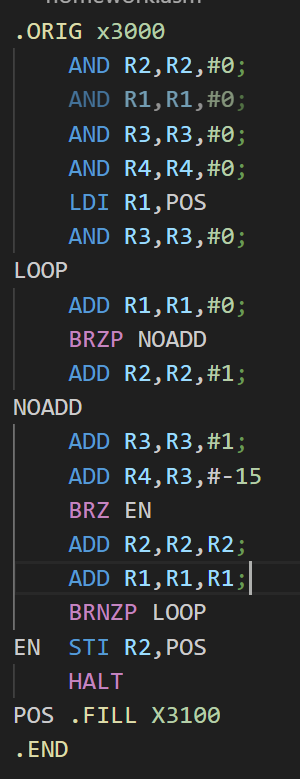 homework.asm
.ORIG x3000
AND R2,R2,#0;
AND R1,R1,#0;
AND R3,R3,#0;
AND R4,R4,#0;
LDI R1,POS
AND R3,R3,#0;
LOOP
ADD R1,R1,#0;
BRZP NOADD
ADD R2,R2,#1;
NOADD
ADD R3,R3,#1;
ADD R4,R3,#-15
BRZ EN
ADD R2,R2,R2;
ADD R1,R1,R1;
BRNZP LOOP
EN STI R2,POS
HALT
POS .FILL X3100
.END